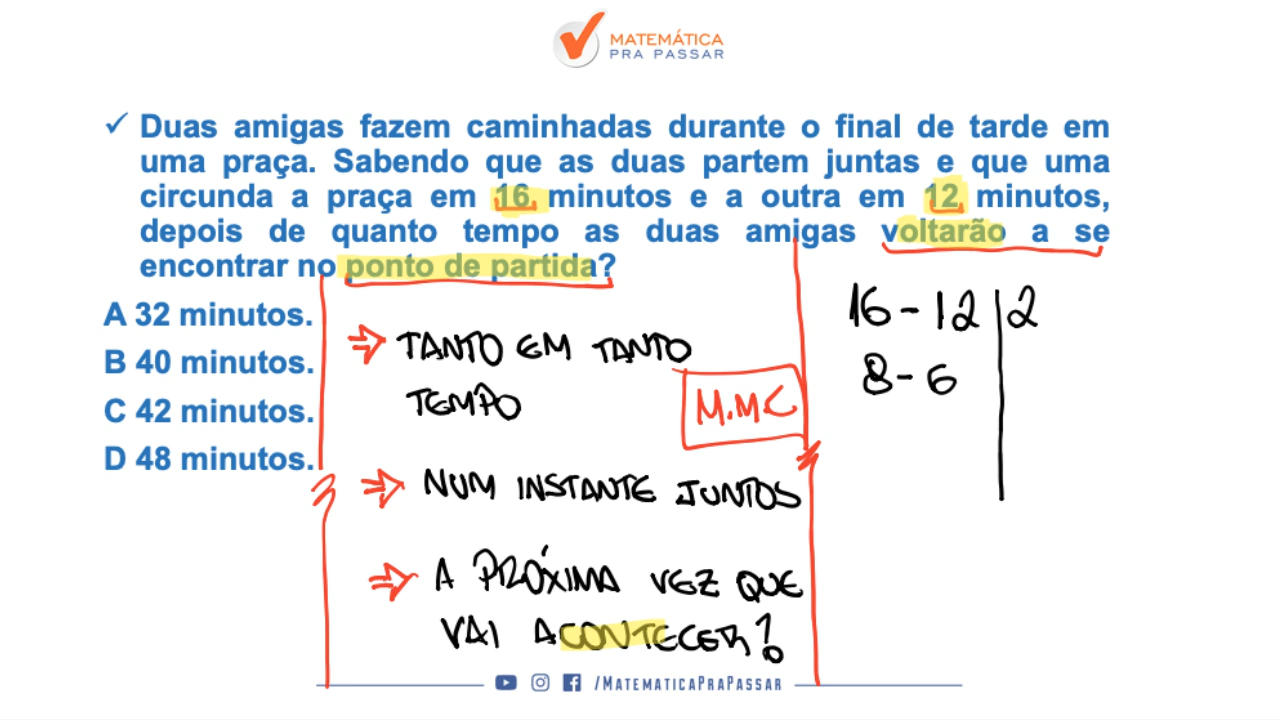 MATEMÁTICA
PRA PASSAR
✓ Duas amigas fazem caminhadas durante o final de tarde em
uma praça. Sabendo que as duas partem juntas e que uma
circunda a praça em 16 minutos e a outra em 12 minutos,
depois de quanto tempo as duas amigas voltarão a se
encontrar no ponto de partida?
A 32 minutos.
B 40 minutos.
C 42 minutos.
D 48 minutos.
⇒ TANTO EM TANTO
TEMPO
M.M.C
⇒ NUM INSTANTE JUNTOS
⇒ A PRÓXIMA VEZ QUE
VAI ACONTECER?
16 - 12 | 2
8 - 6
/MATEMATICAPRAPASSAR